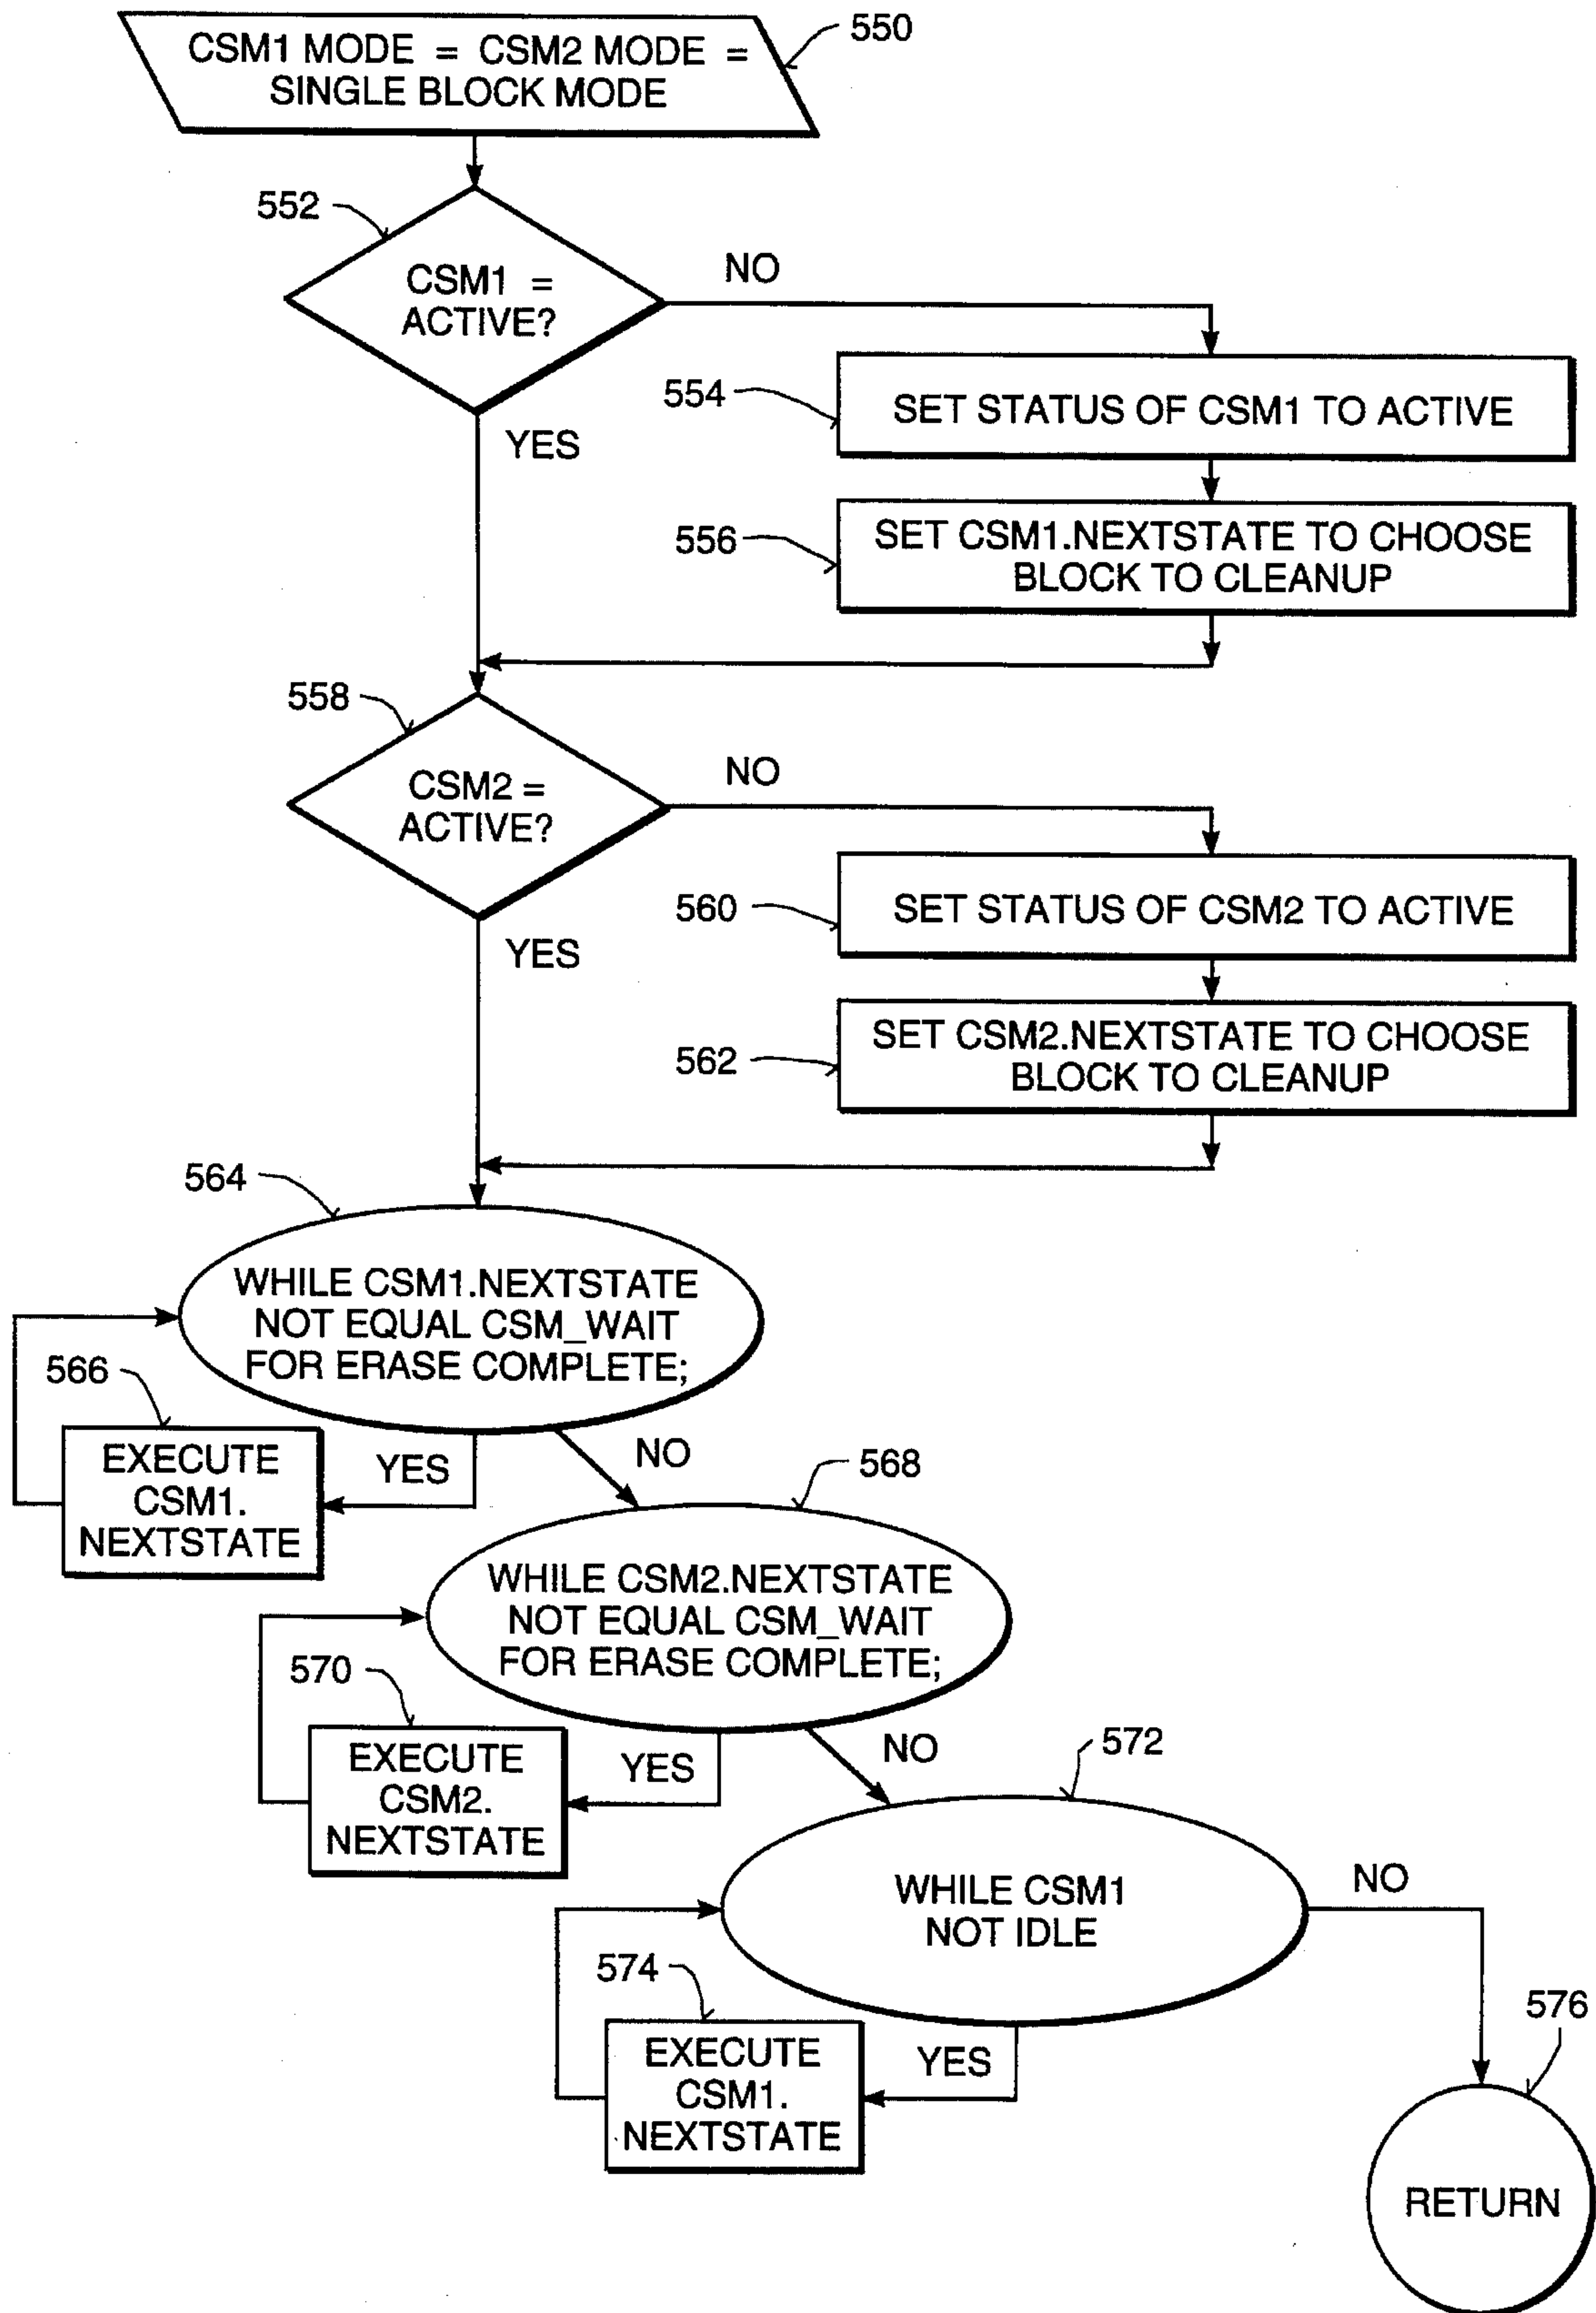 550
CSM1 MODE = CSM2 MODE =
SINGLE BLOCK MODE
552
CSM1 =
ACTIVE?
NO
YES
554
SET STATUS OF CSM1 TO ACTIVE
556
SET CSM1.NEXTSTATE TO CHOOSE
BLOCK TO CLEANUP
558
CSM2 =
ACTIVE?
NO
YES
560
SET STATUS OF CSM2 TO ACTIVE
562
SET CSM2.NEXTSTATE TO CHOOSE
BLOCK TO CLEANUP
564
WHILE CSM1.NEXTSTATE
NOT EQUAL CSM_WAIT
FOR ERASE COMPLETE;
566
EXECUTE
CSM1.
NEXTSTATE
YES
NO
568
WHILE CSM2.NEXTSTATE
NOT EQUAL CSM_WAIT
FOR ERASE COMPLETE;
570
EXECUTE
CSM2.
NEXTSTATE
YES
NO
572
WHILE CSM1
NOT IDLE
NO
574
EXECUTE
CSM1.
NEXTSTATE
YES
576
RETURN